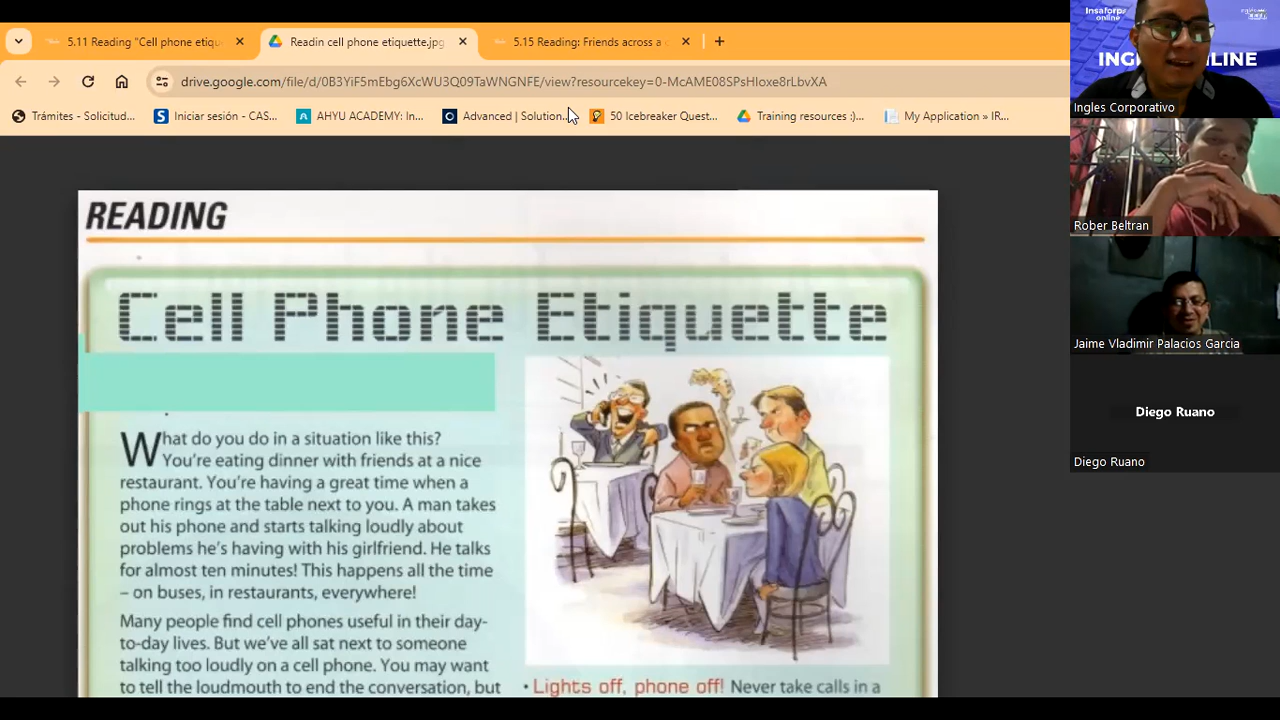 5.11 Reading "Cell phone etiqu
Readin cell phone etiquette.jpg
5.15 Reading: Friends across a
drive.google.com/file/d/0B3YiF5mEbg6XcWU3Q09TaWNGNFE/view?resourcekey=0-McAME08SPsHIoxe8rLbvXA
Trámites - Solicitud...
Iniciar sesión - CAS...
AHYU ACADEMY: In...
Advanced | Solution...
50 Icebreaker Quest...
Training resources :)...
My Application » IR...
READING
Cell Phone Etiquette
What do you do in a situation like this?
You're eating dinner with friends at a nice
restaurant. You're having a great time when a
phone rings at the table next to you. A man takes
out his phone and starts talking loudly about
problems he's having with his girlfriend. He talks
for almost ten minutes! This happens all the time
– on buses, in restaurants, everywhere!
Many people find cell phones useful in their day-
to-day lives. But we've all sat next to someone
talking too loudly on a cell phone. You may want
to tell the loudmouth to end the conversation, but
• Lights off, phone off! Never take calls in a
Insaforp
online
ING
ONLINE
Ingles Corporativo
Rober Beltran
Jaime Vladimir Palacios Garcia
Diego Ruano
Diego Ruano